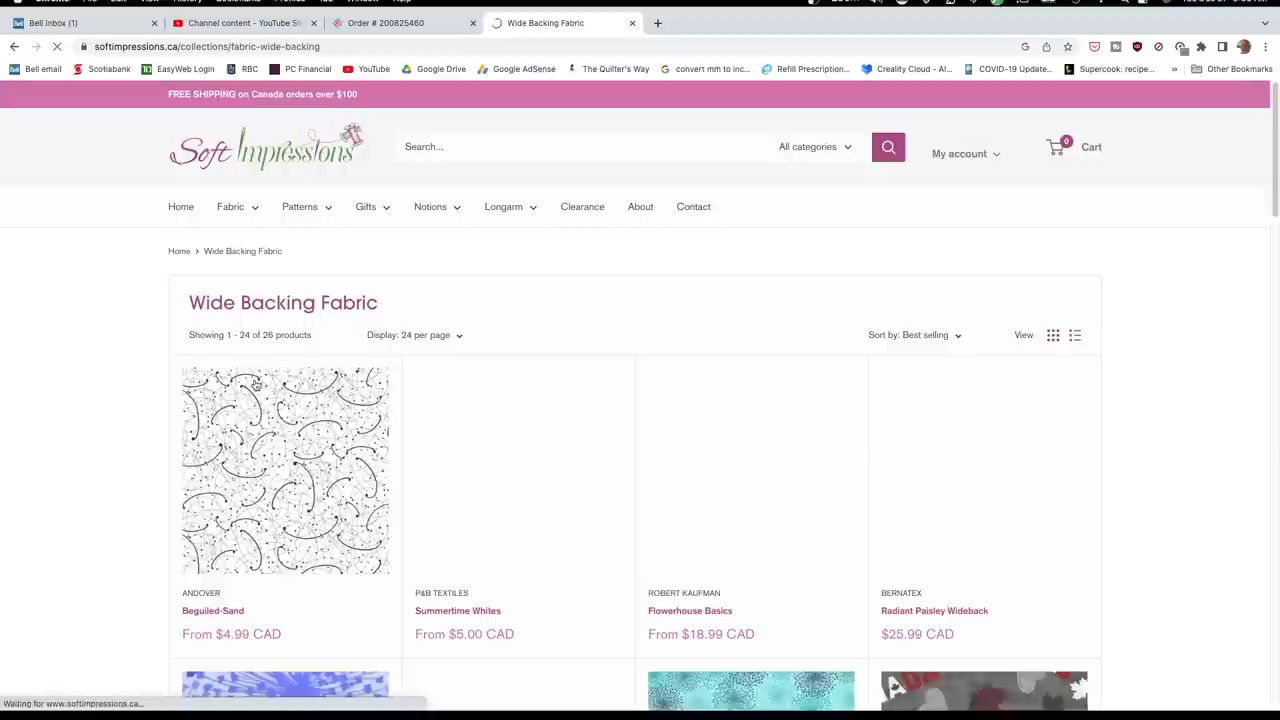 Bell Inbox (1)
Channel content - YouTube St
Order # 200825460
Wide Backing Fabric
softimpressions.ca/collections/fabric-wide-backing
Bell email
Scotiabank
EasyWeb Login
RBC
PC Financial
YouTube
Google Drive
Google AdSense
The Quilter's Way
convert mm to inc...
Refill Prescription...
Creality Cloud - Al...
COVID-19 Update...
Supercook: recipe...
Other Bookmarks
FREE SHIPPING on Canada orders over $100
Soft Impressions
Search...
All categories
My account
0
Cart
Home
Fabric
Patterns
Gifts
Notions
Longarm
Clearance
About
Contact
Home > Wide Backing Fabric
Wide Backing Fabric
Showing 1 - 24 of 26 products
Display: 24 per page
Sort by: Best selling
View
ANDOVER
Beguiled-Sand
From $4.99 CAD
P&B TEXTILES
Summertime Whites
From $5.00 CAD
ROBERT KAUFMAN
Flowerhouse Basics
From $18.99 CAD
BERNATEX
Radiant Paisley Wideback
$25.99 CAD
Waiting for www.softimpressions.ca...